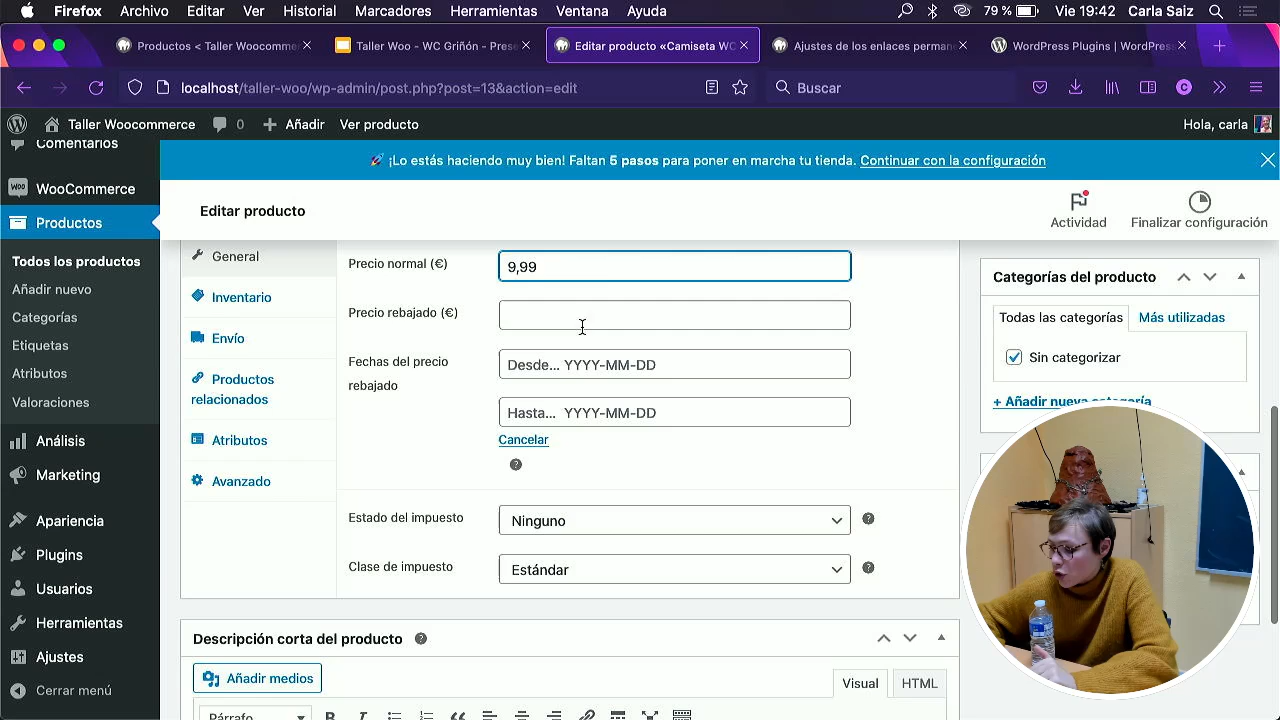 Firefox Archivo Editar Ver Historial Marcadores Herramientas Ventana Ayuda 79 % Vie 19:42 Carla Saiz
Productos < Taller Woocomme
Taller Woo - WC Griñón - Pres
Editar producto «Camiseta WC
Ajustes de los enlaces perman
WordPress Plugins | WordPress
localhost/taller-woo/wp-admin/post.php?post=13&action=edit
Buscar
Taller Woocommerce 0 Añadir Ver producto Hola, carla
Comentarios
WooCommerce
Productos
Todos los productos
Añadir nuevo
Categorías
Etiquetas
Atributos
Valoraciones
Análisis
Marketing
Apariencia
Plugins
Usuarios
Herramientas
Ajustes
Cerrar menú
¡Lo estás haciendo muy bien! Faltan 5 pasos para poner en marcha tu tienda. Continuar con la configuración
Editar producto
Actividad
Finalizar configuración
General
Inventario
Envío
Productos
relacionados
Atributos
Avanzado
Precio normal (€)
9,99
Precio rebajado (€)
Fechas del precio
rebajado
Desde... YYYY-MM-DD
Hasta... YYYY-MM-DD
Cancelar
Estado del impuesto
Ninguno
Clase de impuesto
Estándar
Categorías del producto
Todas las categorías Más utilizadas
Sin categorizar
+ Añadir nueva categoría
Descripción corta del producto
Añadir medios
Visual HTML
Párrafo